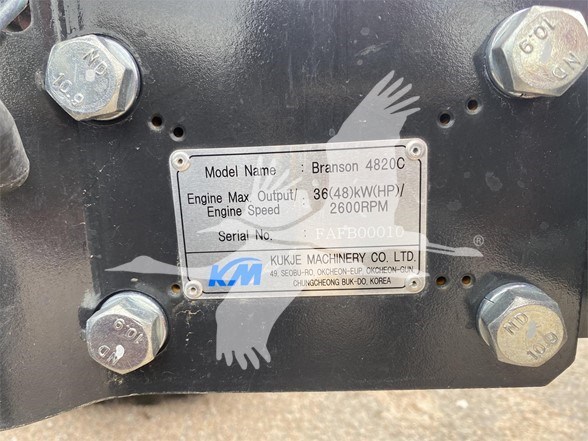 ND
10.9
10.9
ND
Model Name : Branson 4820C
Engine Max. Output/ : 36(48)kW(HP)/
Engine Speed 2600RPM
Serial No. : FAFB00010
KM KUKJE MACHINERY CO. LTD.
49, SEOBU-RO, OKCHEON-EUP, OKCHEON-GUN,
CHUNGCHEONG BUK-DO, KOREA
10.9
ND
ND
10.9